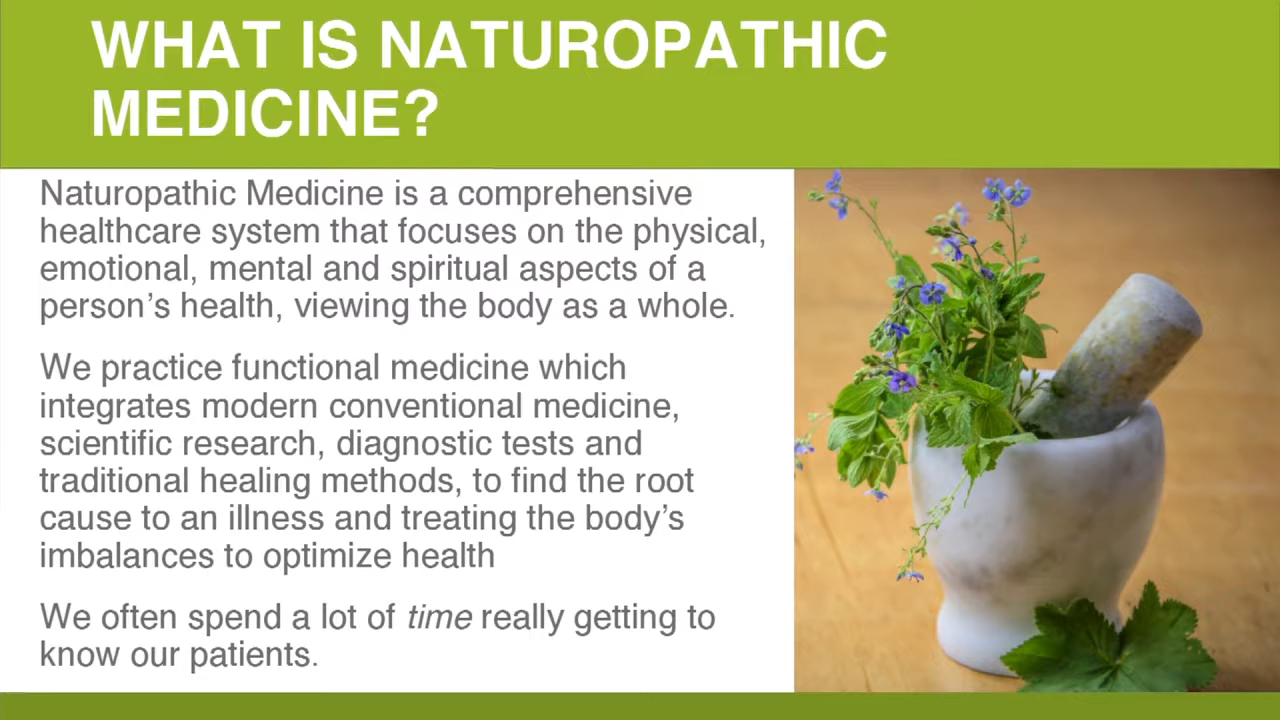 WHAT IS NATUROPATHIC
MEDICINE?
Naturopathic Medicine is a comprehensive
healthcare system that focuses on the physical,
emotional, mental and spiritual aspects of a
person’s health, viewing the body as a whole.
We practice functional medicine which
integrates modern conventional medicine,
scientific research, diagnostic tests and
traditional healing methods, to find the root
cause to an illness and treating the body’s
imbalances to optimize health
We often spend a lot of time really getting to
know our patients.